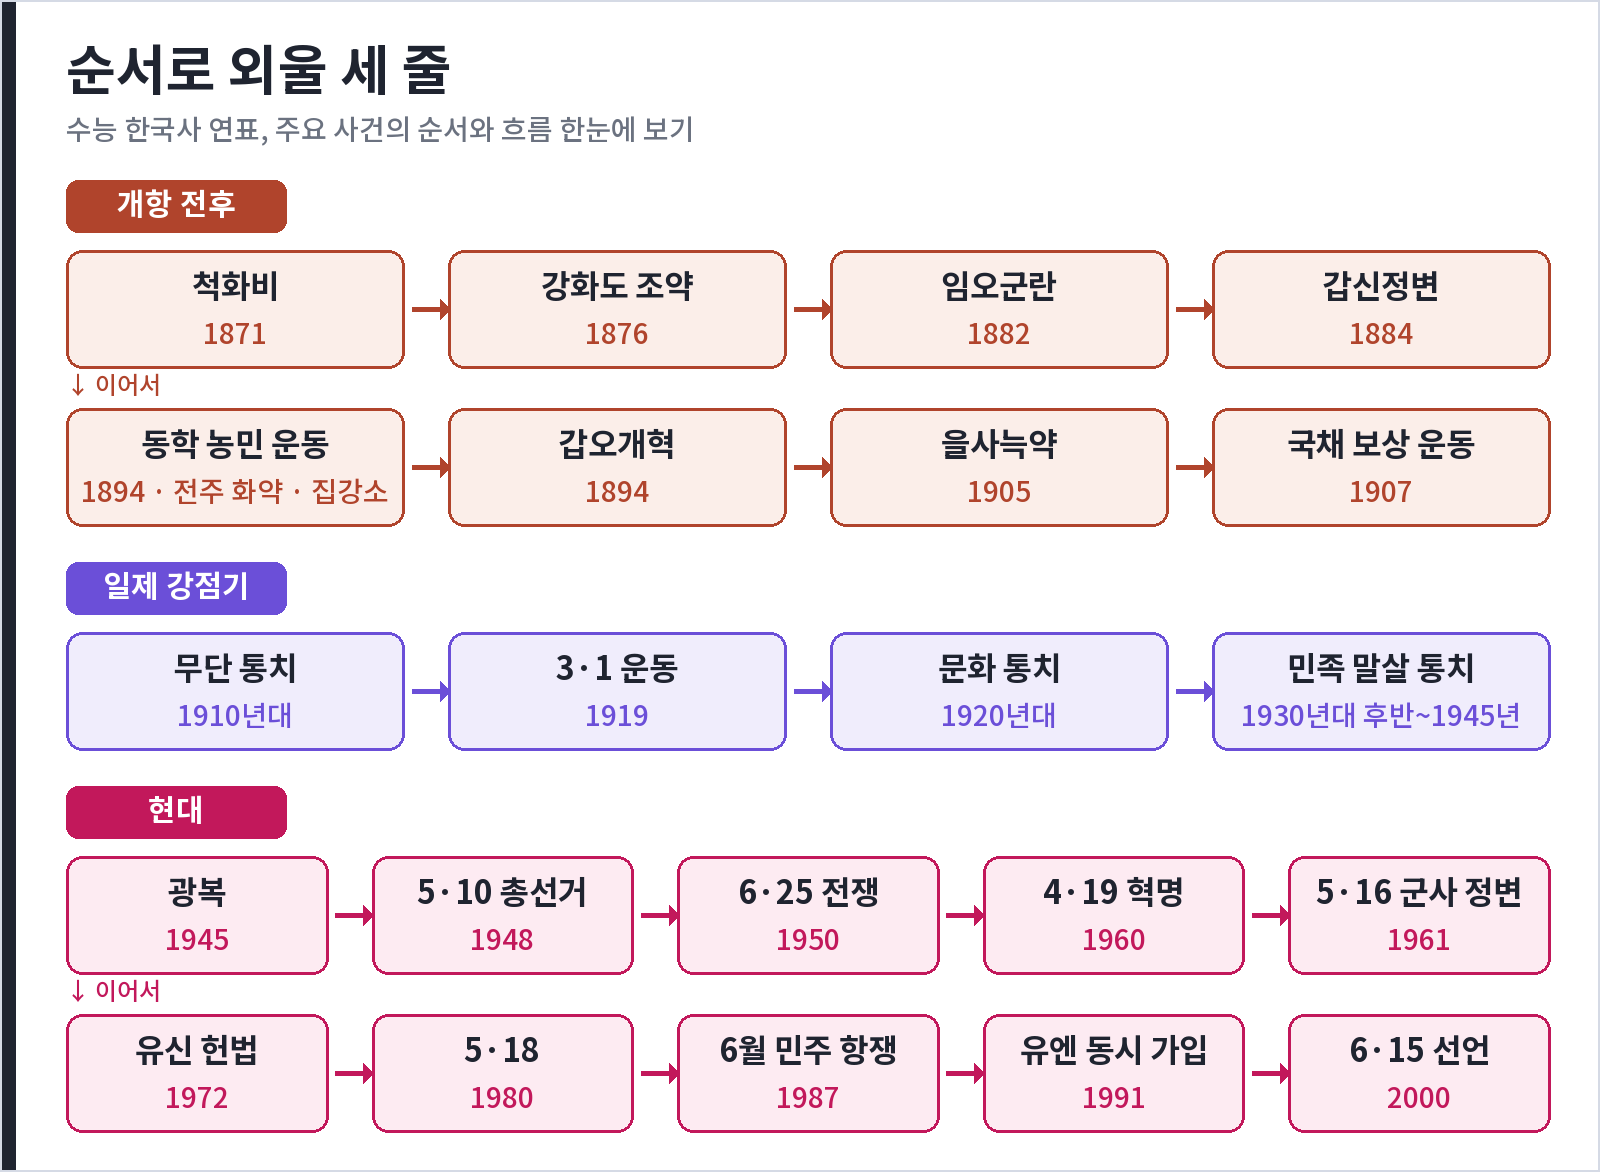 순서로 외울 세 줄
수능 한국사 연표, 주요 사건의 순서와 흐름 한눈에 보기
개항 전후
척화비
1871
강화도 조약
1876
임오군란
1882
갑신정변
1884
↓ 이어서
동학 농민 운동
1894 · 전주 화약 · 집강소
갑오개혁
1894
을사늑약
1905
국채 보상 운동
1907
일제 강점기
무단 통치
1910년대
3·1 운동
1919
문화 통치
1920년대
민족 말살 통치
1930년대 후반~1945년
현대
광복
1945
5·10 총선거
1948
6·25 전쟁
1950
4·19 혁명
1960
5·16 군사 정변
1961
↓ 이어서
유신 헌법
1972
5·18
1980
6월 민주 항쟁
1987
유엔 동시 가입
1991
6·15 선언
2000